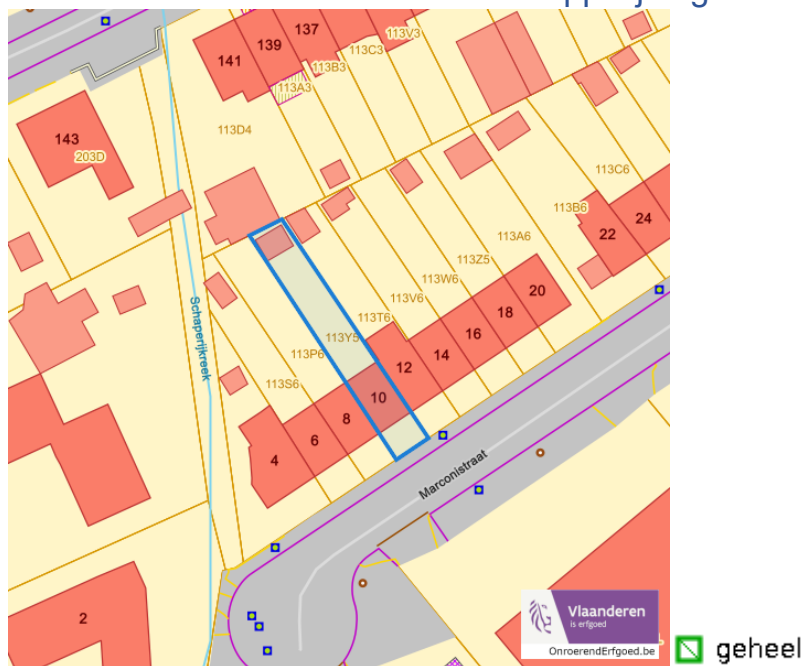 137
139
141
113V3
113C3
113B3
113A3
113D4
143
203D
113C6
113B6
24
22
113A6
113Z5
113W6
20
113V6
18
113T6
16
113Y5
14
113P6
12
113S6
10
8
6
4
Schaperijkreek
Marconistraat
2
Vlaanderen
is erfgoed
OnroerendErfgoed.be
geheel